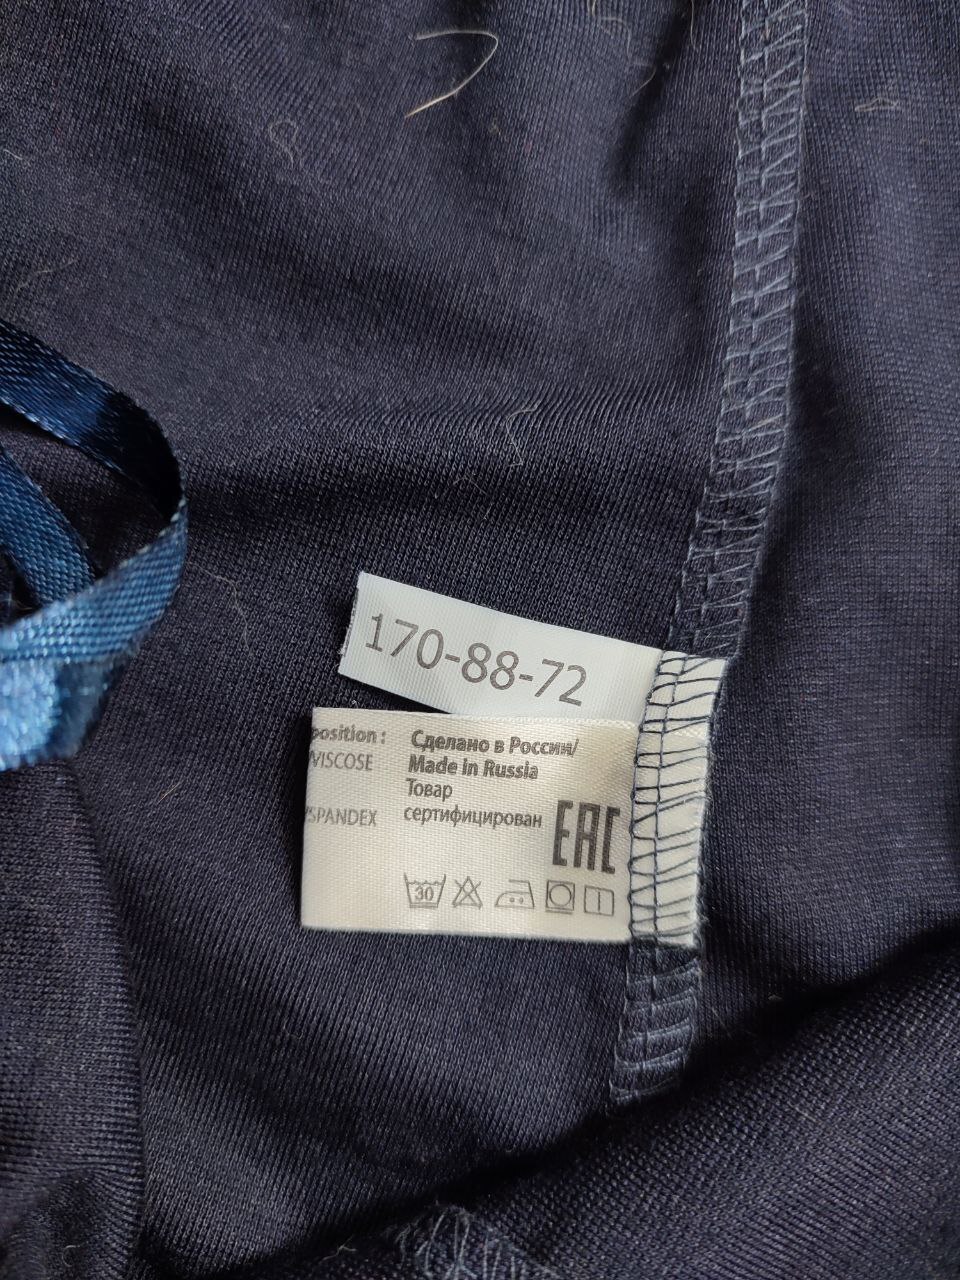 170-88-72
position :
VISCOSE
SPANDEX
Сделано в России/
Made in Russia
Товар
сертифицирован
EAC
30